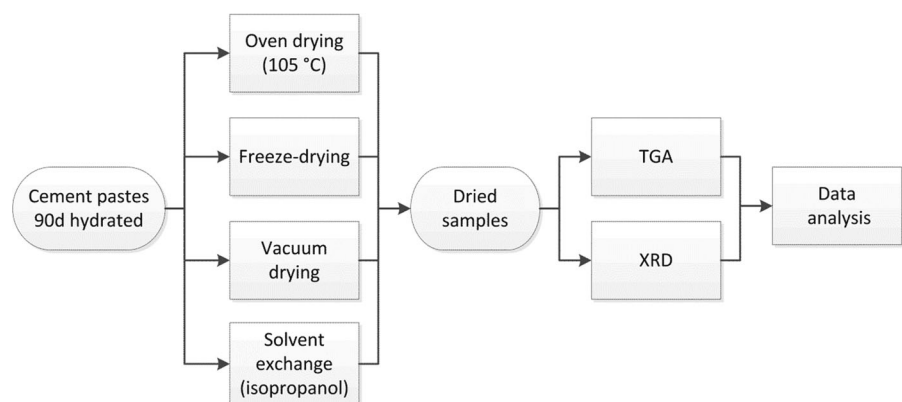 Cement pastes
90d hydrated
Oven drying
(105 °C)
Freeze-drying
Vacuum
drying
Solvent
exchange
(isopropanol)
Dried
samples
TGA
XRD
Data
analysis